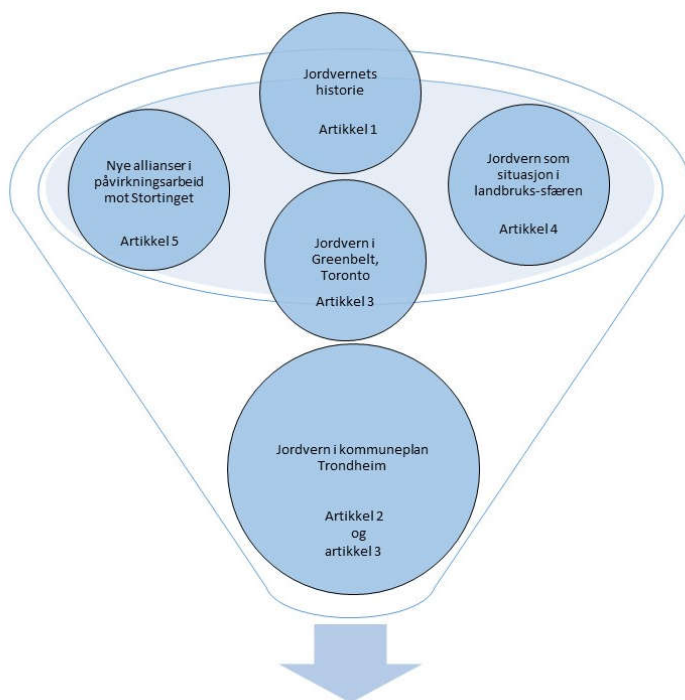 Jordvernets
historie
Artikkel 1
Nye allianser i
påvirkningsarbeid
mot Stortinget
Artikkel 5
Jordvern som
situasjon i
landbruks-sfæren
Artikkel 4
Jordvern i
Greenbelt,
Toronto
Artikkel 3
Jordvern i kommuneplan
Trondheim
Artikkel 2
og
artikkel 3